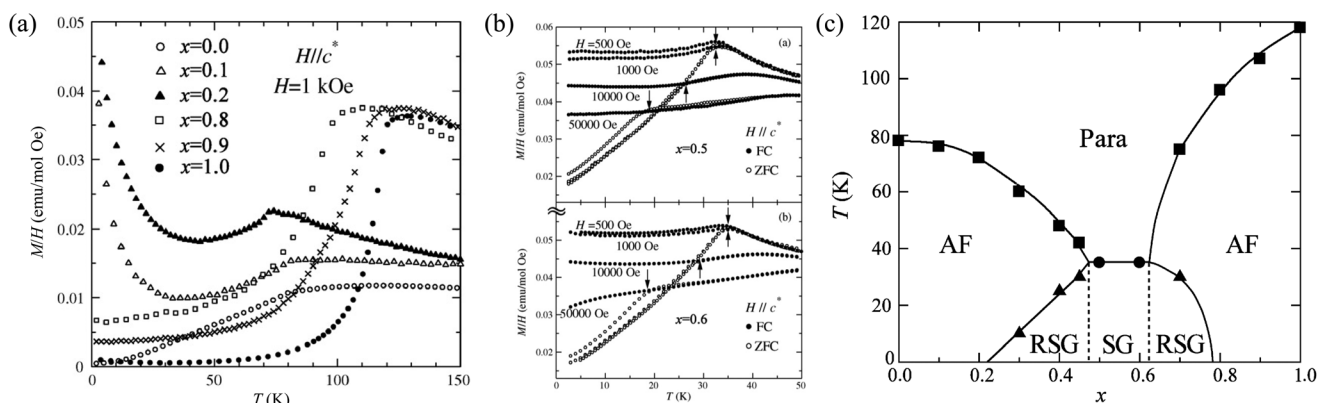 (a)
0.05
0.04
0.03
0.02
0.01
0
M/H (emu/mol Oe)
x=0.0
x=0.1
x=0.2
x=0.8
x=0.9
x=1.0
H//c*
H=1 kOe
0 50 100 150
T (K)
(b)
0.06
0.05
0.04
0.03
0.02
M/H (emu/mol Oe)
(a)
H =500 Oe
1000 Oe
10000 Oe
50000 Oe
H // c*
x=0.5
FC
ZFC
0.05
0.04
0.03
0.02
M/H (emu/mol Oe)
(b)
H=500 Oe
1000 Oe
10000 Oe
50000 Oe
H // c*
x=0.6
FC
ZFC
0 10 20 30 40 50
T (K)
(c)
120
100
80
60
40
20
0
T (K)
Para
AF
AF
RSG
SG
RSG
0.0 0.2 0.4 0.6 0.8 1.0
x